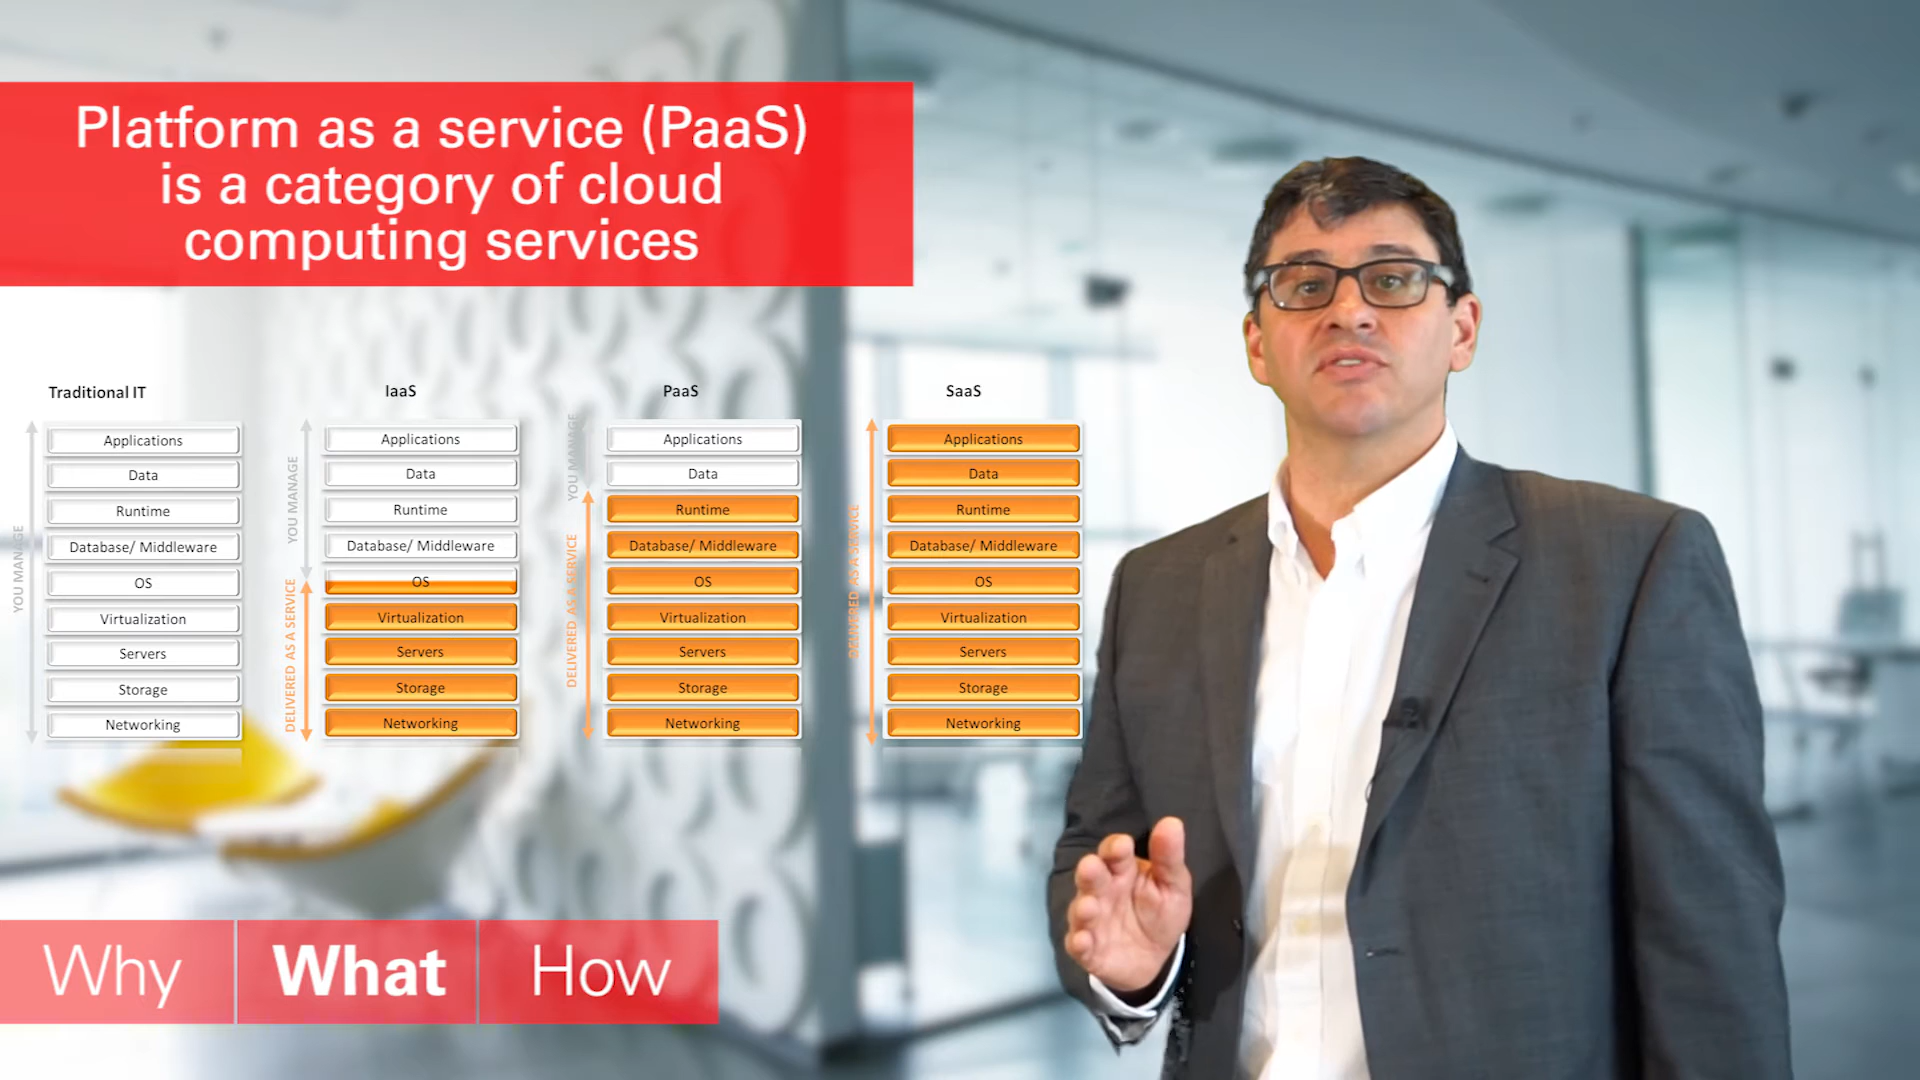 Platform as a service (PaaS)
is a category of cloud
computing services
Traditional IT
YOU MANAGE
Applications
Data
Runtime
Database/ Middleware
OS
Virtualization
Servers
Storage
Networking
IaaS
YOU MANAGE
DELIVERED AS A SERVICE
Applications
Data
Runtime
Database/ Middleware
OS
Virtualization
Servers
Storage
Networking
PaaS
YOU MANAGE
DELIVERED AS A SERVICE
Applications
Data
Runtime
Database/ Middleware
OS
Virtualization
Servers
Storage
Networking
SaaS
DELIVERED AS A SERVICE
Applications
Data
Runtime
Database/ Middleware
OS
Virtualization
Servers
Storage
Networking
Why
What
How